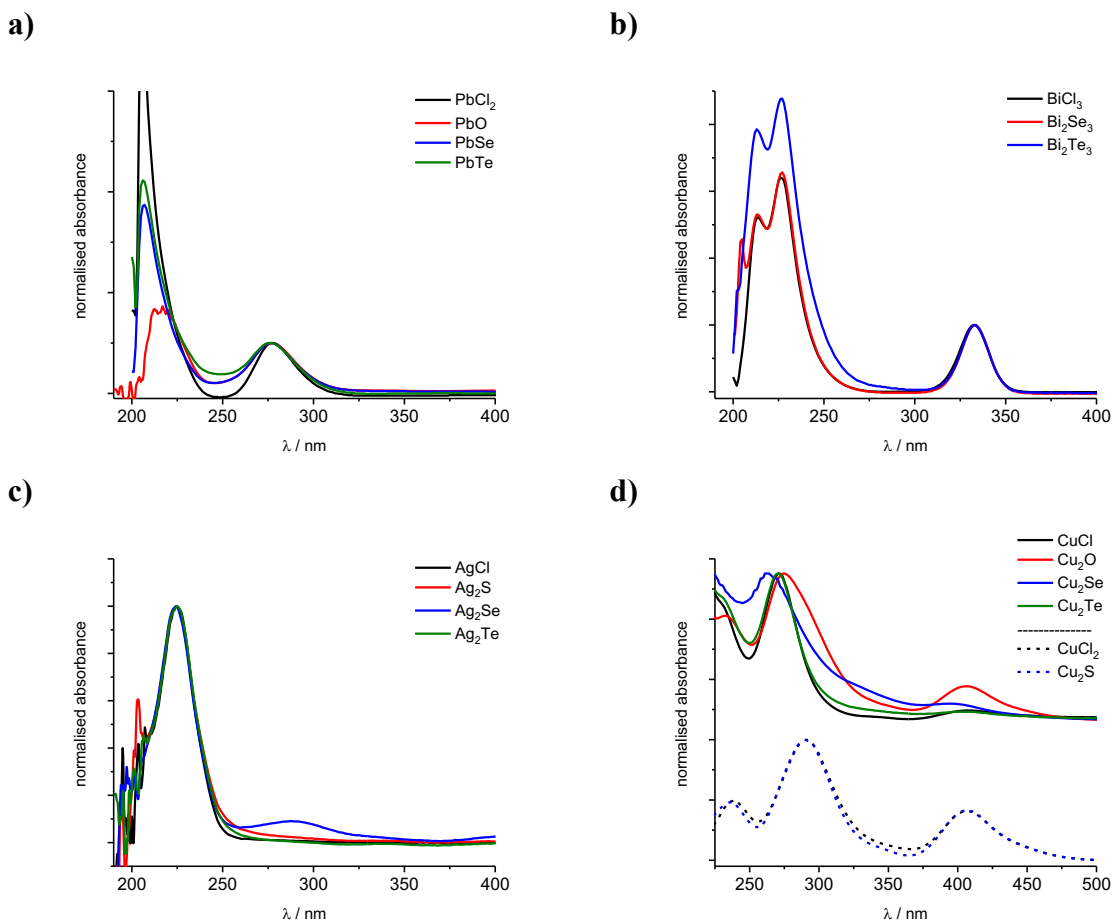 a)
PbCl₂
PbO
PbSe
PbTe
normalised absorbance
200 250 300 350 400
λ / nm
b)
BiCl₃
Bi₂Se₃
Bi₂Te₃
normalised absorbance
200 250 300 350 400
λ / nm
c)
AgCl
Ag₂S
Ag₂Se
Ag₂Te
normalised absorbance
200 250 300 350 400
λ / nm
d)
CuCl
Cu₂O
Cu₂Se
Cu₂Te
---------------
CuCl₂
Cu₂S
normalised absorbance
250 300 350 400 450 500
λ / nm